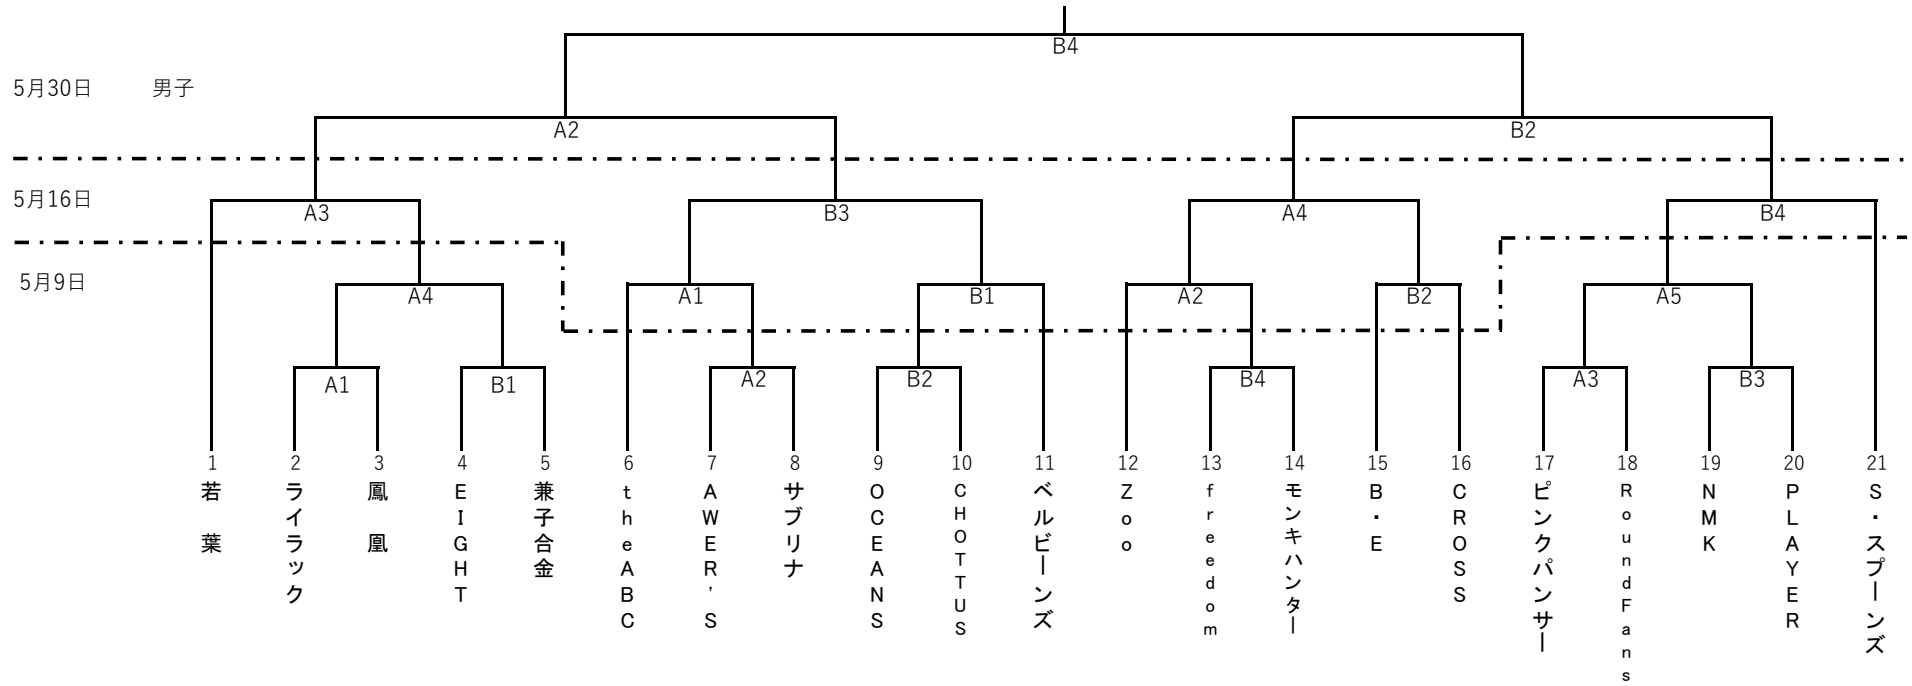 B4
5月30日 男子
A2 B2
5月16日
A3 B3 A4 B4
5月9日
A4 A1 B1 A2 B2 A5
A1 B1 A2 B2 B4 A3 B3
1 2 3 4 5 6 7 8 9 10 11 12 13 14 15 16 17 18 19 20 21
若葉
ライラック
鳳凰
EIGHT
兼子合金
theABC
AWER'S
サブリナ
OCEANS
CHOTTUS
ベルビーンズ
Zoo
freedom
モンキハンター
B・E
CROSS
ピンクパンサー
RoundFans
NMK
PLAYER
S・スプーンズ